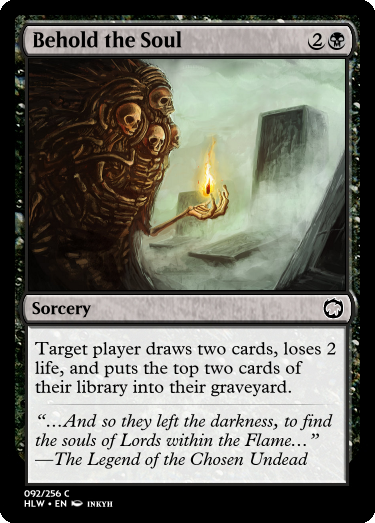 Behold the Soul 2
Sorcery
Target player draws two cards, loses 2
life, and puts the top two cards of
their library into their graveyard.
“…And so they left the darkness, to find
the souls of Lords within the Flame…”
—The Legend of the Chosen Undead
092/256 C
HLW • EN INKYH